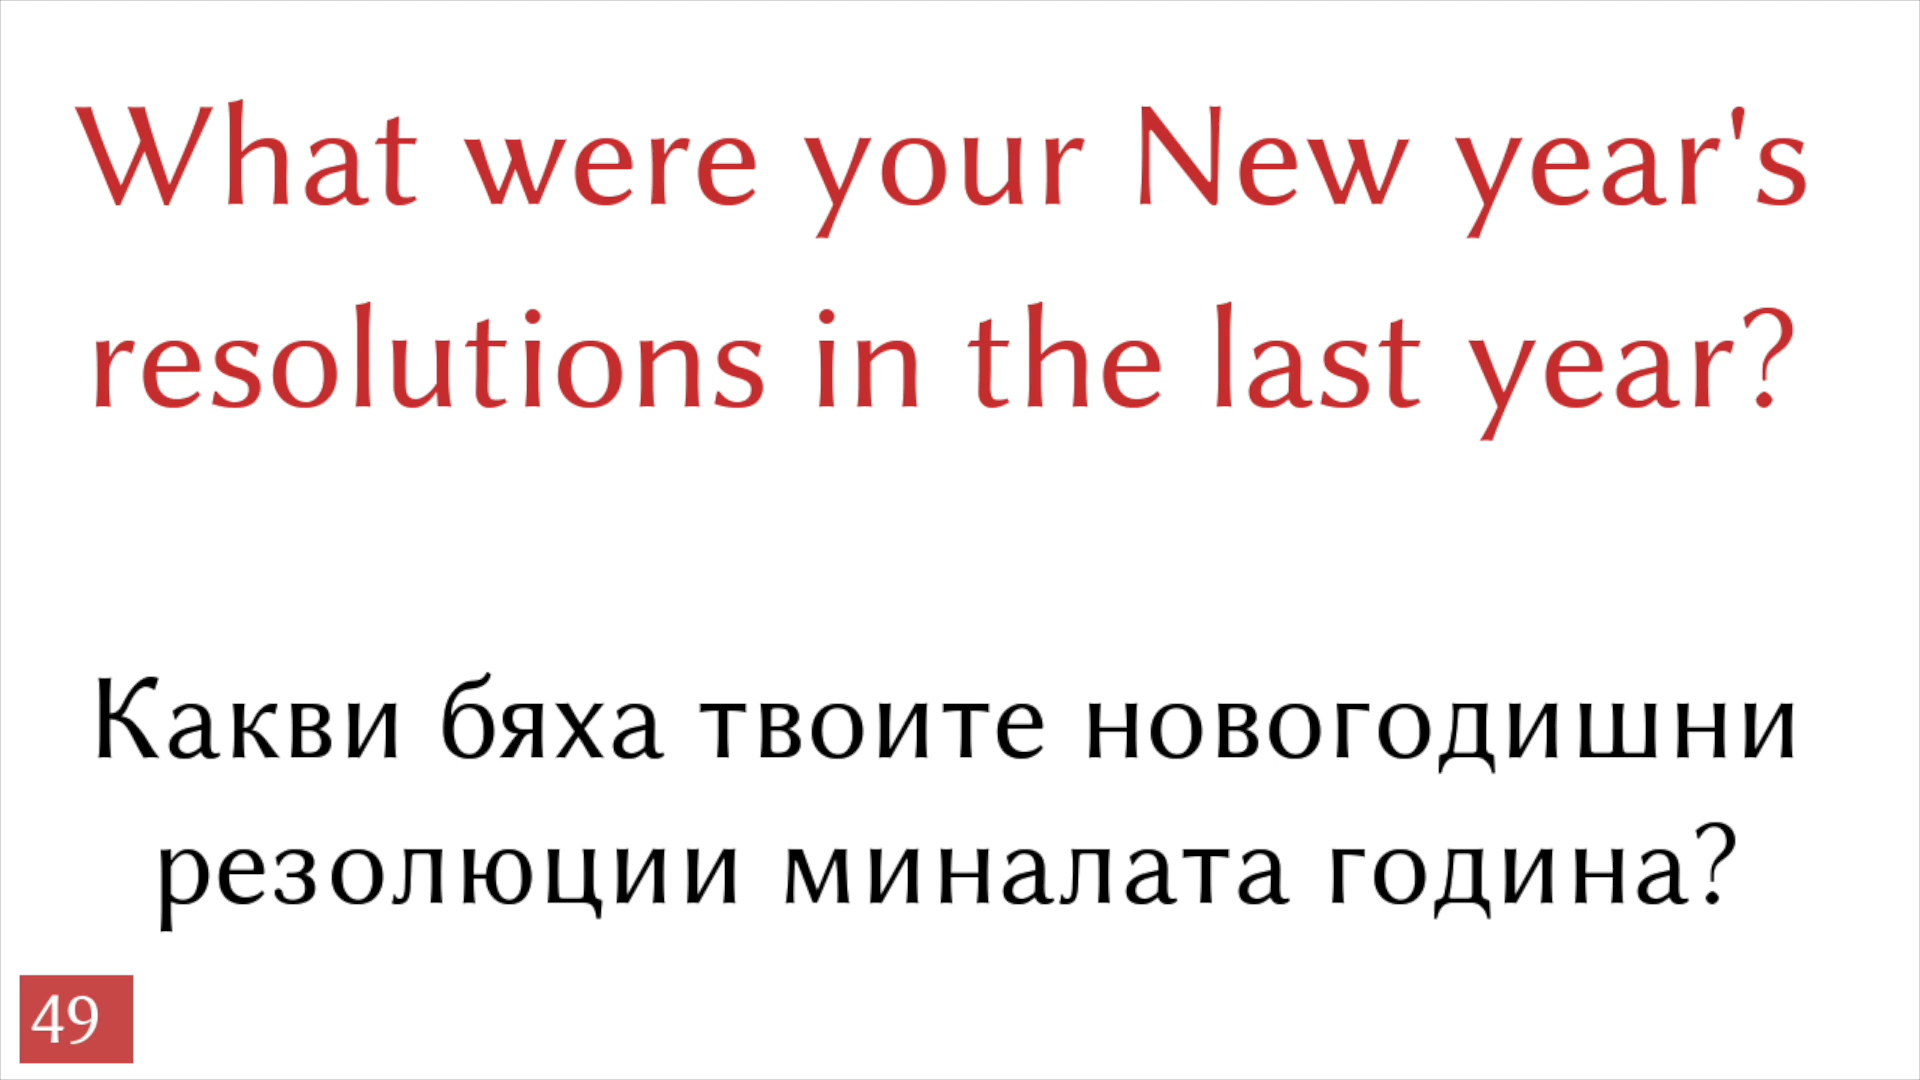 What were your New year's
resolutions in the last year?
Какви бяха твоите новогодишни
резолюции миналата година?
49